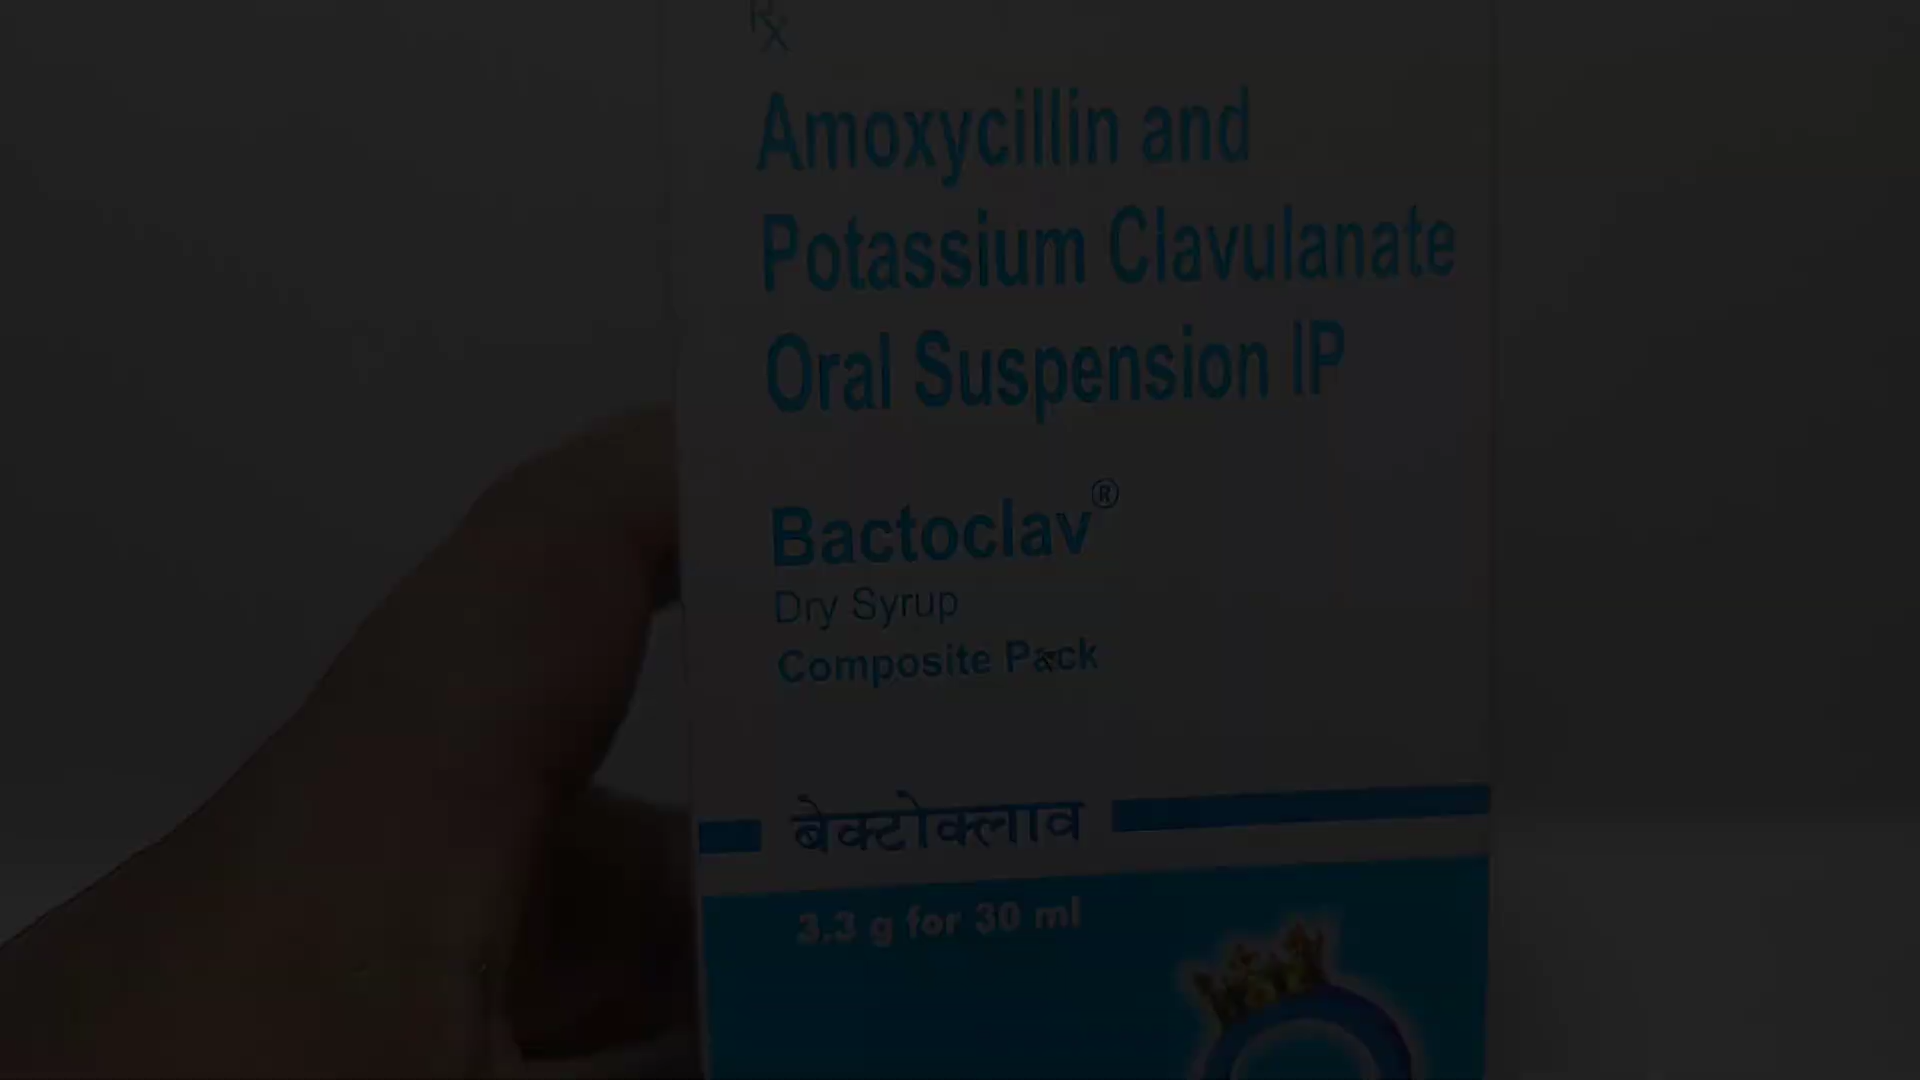 Rx
Amoxycillin and
Potassium Clavulanate
Oral Suspension IP
Bactoclav®
Dry Syrup
Composite Pack
बेक्टोक्लाव
3.3 g for 30 ml